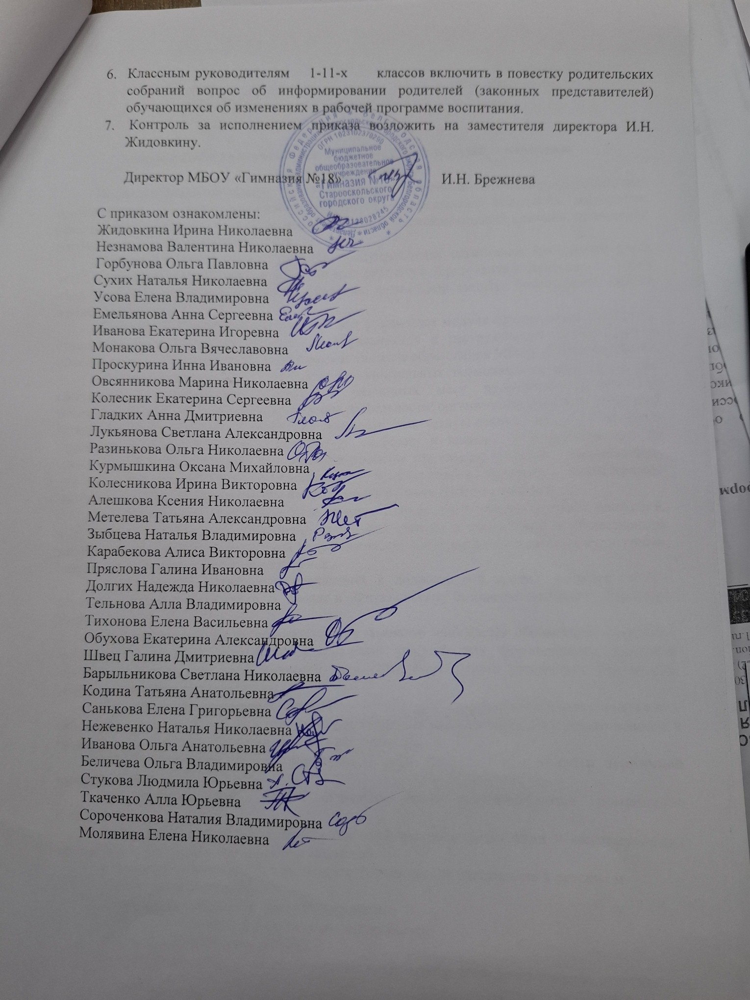 6. Классным руководителям 1-11-х классов включить в повестку родительских
собраний вопрос об информировании родителей (законных представителей)
обучающихся об изменениях в рабочей программе воспитания.
7. Контроль за исполнением приказа возложить на заместителя директора И.Н.
Жидовкину.
Директор МБОУ «Гимназия №18» И.Н. Брежнева
Российская Федерация * Белгородская область *
ОГРН 1023102370290
Муниципальное
бюджетное
общеобразовательное
учреждение
«Гимназия №18»
Старооскольского
городского округа
С приказом ознакомлены:
Жидовкина Ирина Николаевна
Незнамова Валентина Николаевна
Горбунова Ольга Павловна
Сухих Наталья Николаевна
Усова Елена Владимировна
Емельянова Анна Сергеевна
Иванова Екатерина Игоревна
Монакова Ольга Вячеславовна
Проскурина Инна Ивановна
Овсянникова Марина Николаевна
Колесник Екатерина Сергеевна
Гладких Анна Дмитриевна
Лукьянова Светлана Александровна
Разинькова Ольга Николаевна
Курмышкина Оксана Михайловна
Колесникова Ирина Викторовна
Алешкова Ксения Николаевна
Метелева Татьяна Александровна
Зыбцева Наталья Владимировна
Карабекова Алиса Викторовна
Пряслова Галина Ивановна
Долгих Надежда Николаевна
Тельнова Алла Владимировна
Тихонова Елена Васильевна
Обухова Екатерина Александровна
Швец Галина Дмитриевна
Барыльникова Светлана Николаевна
Кодина Татьяна Анатольевна
Санькова Елена Григорьевна
Нежевенко Наталья Николаевна
Иванова Ольга Анатольевна
Беличева Ольга Владимировна
Стукова Людмила Юрьевна
Ткаченко Алла Юрьевна
Сороченкова Наталия Владимировна
Молявина Елена Николаевна